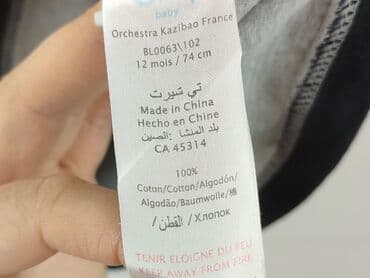 baby
Orchestra Kazibao France
BL0063\102
12 mois / 74 cm
تي شيرت
Made in China
Hecho en Chine
بلد المنشأ: الصين
CA 45314
100%
Coton/Cotton/Algodón/
Algodão/Baumwolle/棉
/القطن / Хлопок
TENIR ELOIGNE DU FEU
KEEP AWAY FROM FIRE